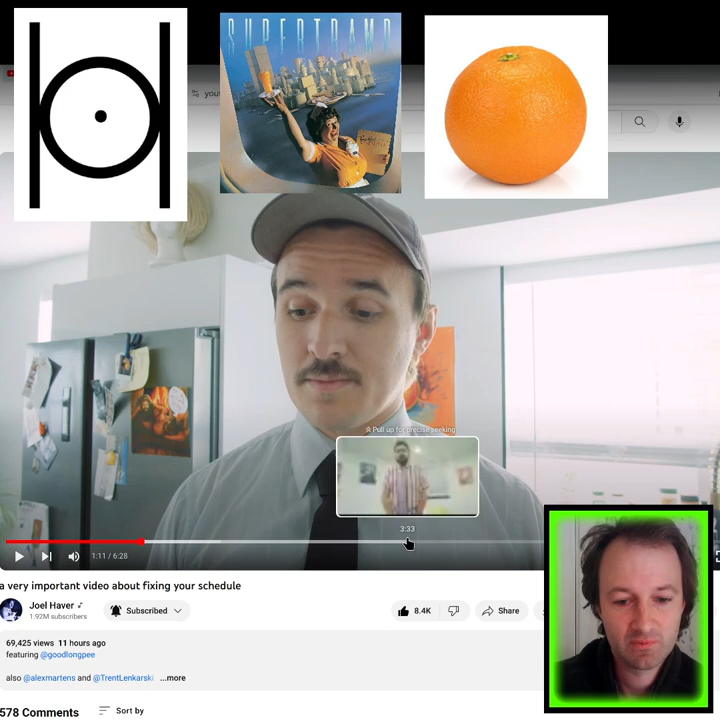 SUPERTRAMP
Pull up for precise seeking
3:33
1:11 / 6:28
a very important video about fixing your schedule
Joel Haver
1.92M subscribers
Subscribed
8.4K
Share
69,425 views 11 hours ago
featuring @goodlongpee
also @alexmartens and @TrentLenkarski ...more
578 Comments
Sort by